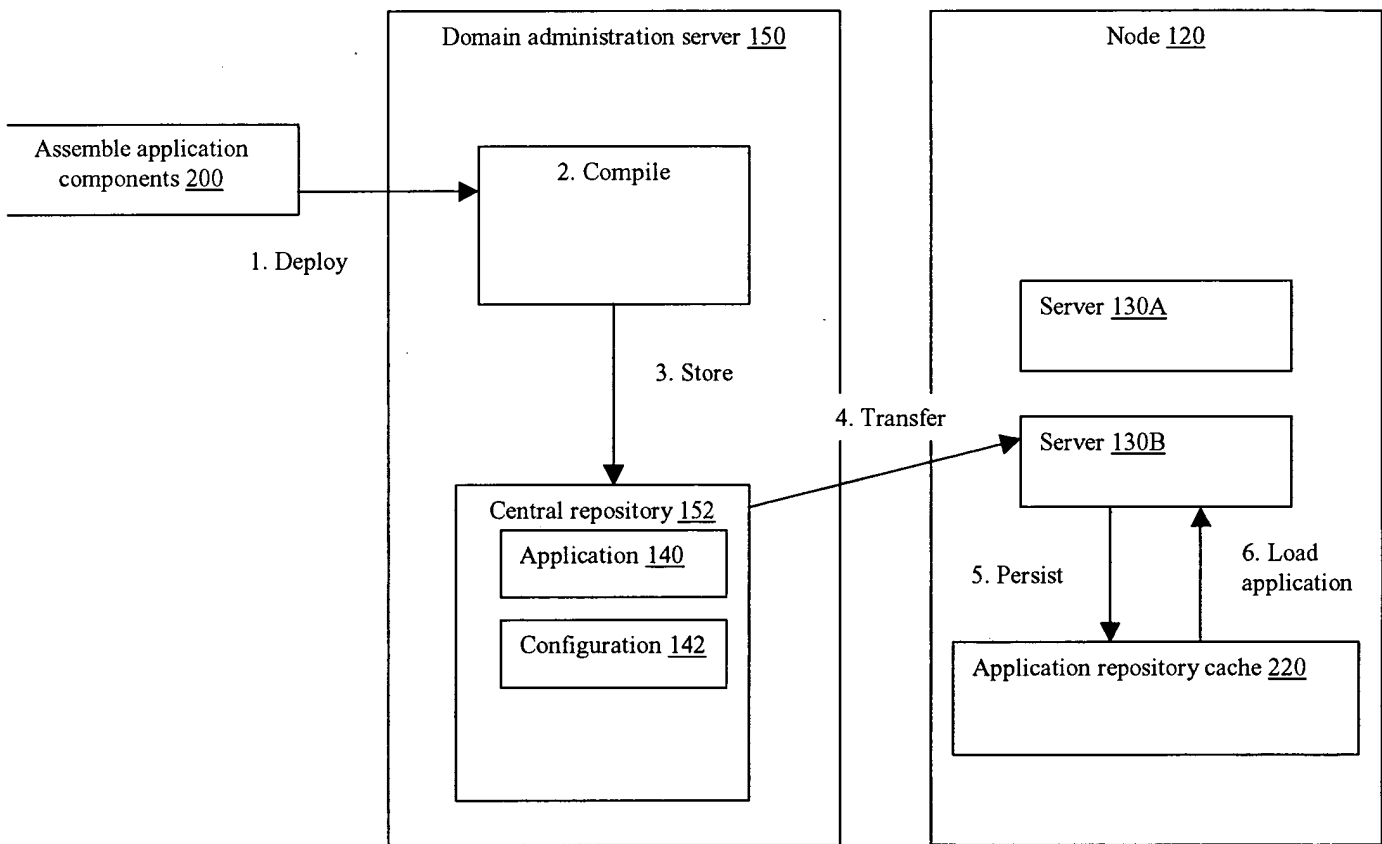 Domain administration server 150
Node 120
Assemble application
components 200
2. Compile
1. Deploy
Server 130A
3. Store
4. Transfer
Server 130B
Central repository 152
Application 140
Configuration 142
5. Persist
6. Load
application
Application repository cache 220